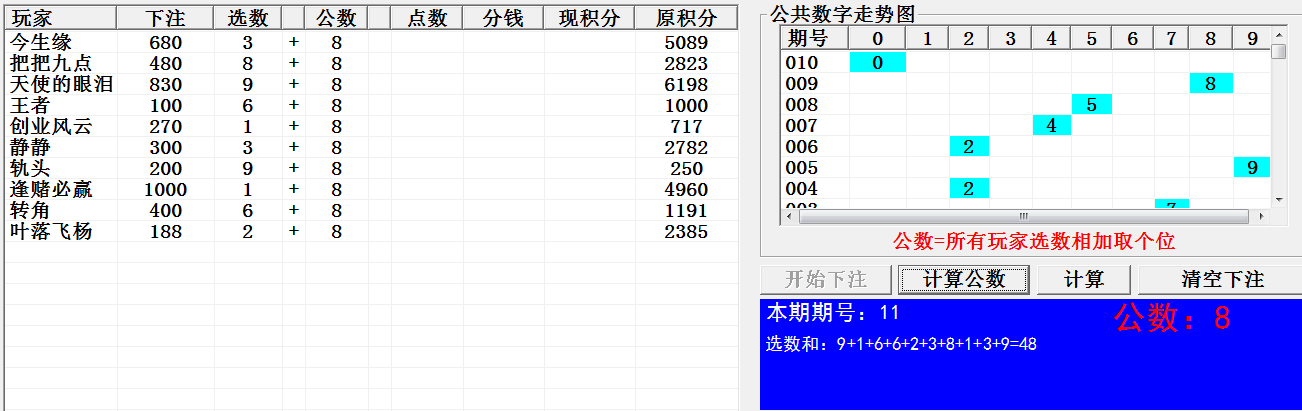 玩家 下注 选数 公数 点数 分钱 现积分 原积分
今生缘 680 3 + 8 5089
把把九点 480 8 + 8 2823
天使的眼泪 830 9 + 8 6198
王者 100 6 + 8 1000
创业风云 270 1 + 8 717
静静 300 3 + 8 2782
轨头 200 9 + 8 250
逢赌必赢 1000 1 + 8 4960
转角 400 6 + 8 1191
叶落飞杨 188 2 + 8 2385
公共数字走势图
期号 0 1 2 3 4 5 6 7 8 9
010 0
009 8
008 5
007 4
006 2
005 9
004 2
公数=所有玩家选数相加取个位
开始下注 计算公数 计算 清空下注
本期期号：11 公数：8
选数和：9+1+6+6+2+3+8+1+3+9=48